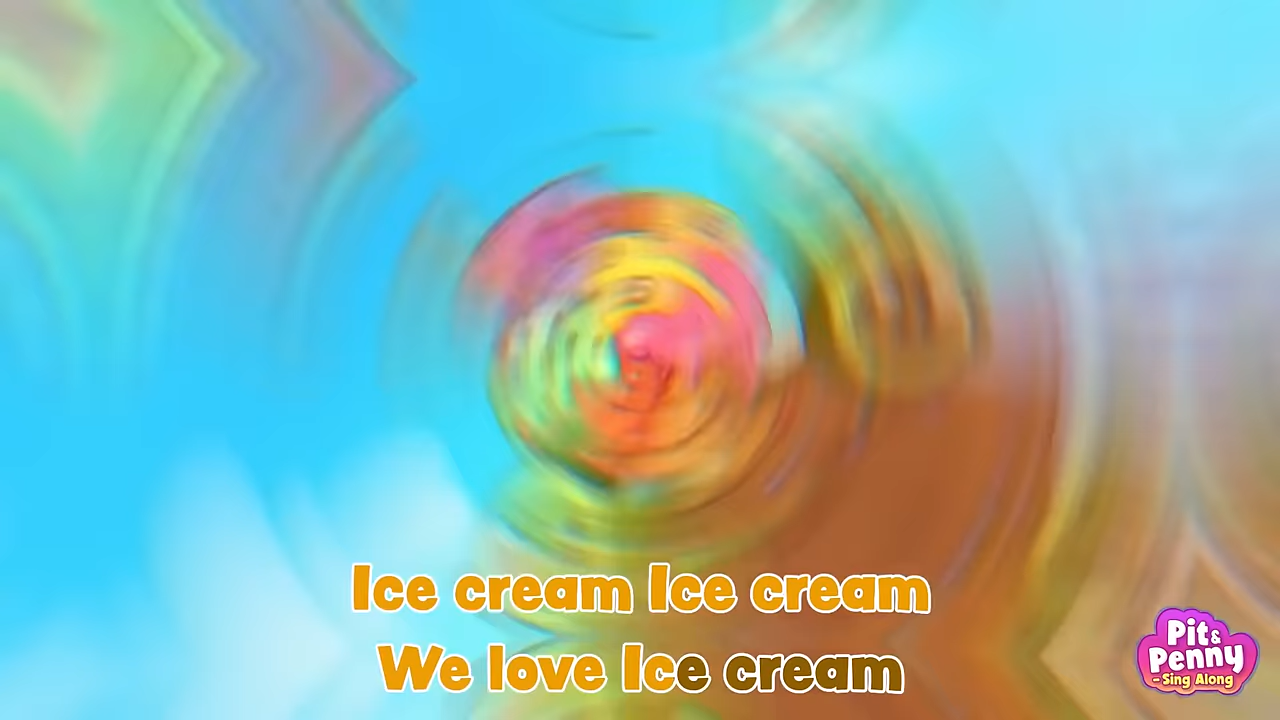 Ice cream Ice cream
We love Ice cream
Pit &
Penny
- Sing Along